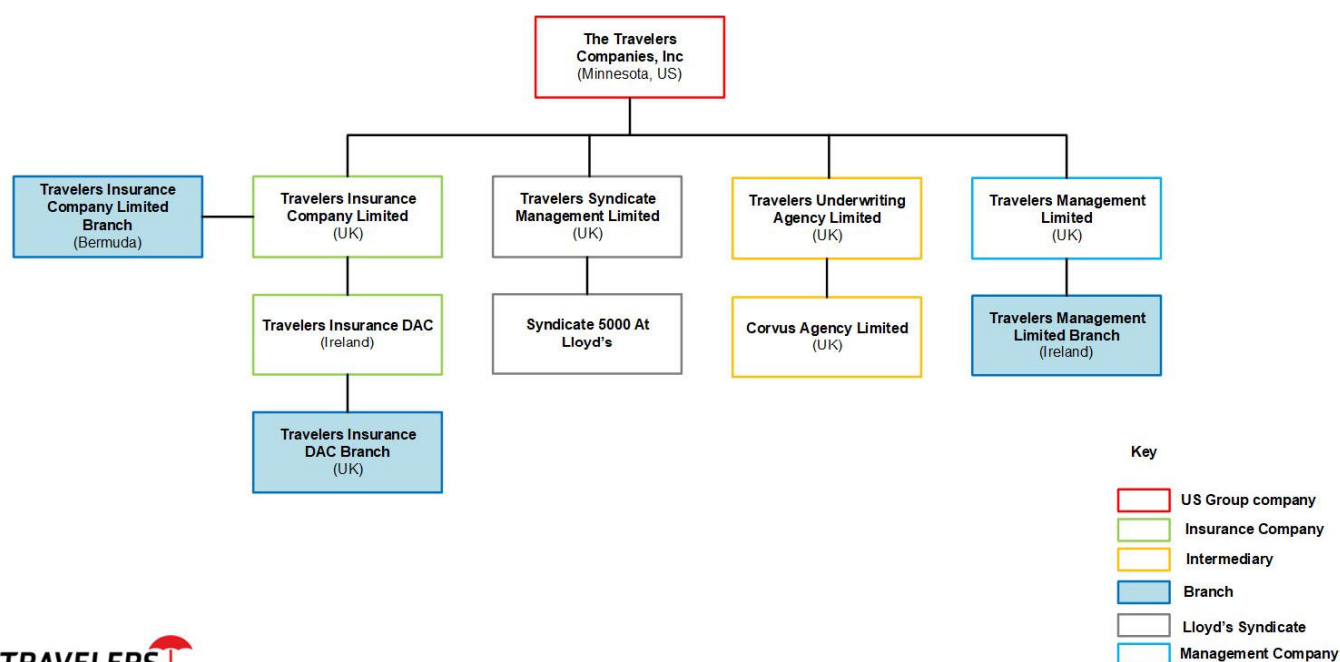 The Travelers
Companies, Inc
(Minnesota, US)
Travelers Insurance
Company Limited
Branch
(Bermuda)
Travelers Insurance
Company Limited
(UK)
Travelers Syndicate
Management Limited
(UK)
Travelers Underwriting
Agency Limited
(UK)
Travelers Management
Limited
(UK)
Travelers Insurance DAC
(Ireland)
Syndicate 5000 At
Lloyd's
Corvus Agency Limited
(UK)
Travelers Management
Limited Branch
(Ireland)
Travelers Insurance
DAC Branch
(UK)
Key
US Group company
Insurance Company
Intermediary
Branch
Lloyd's Syndicate
Management Company
TRAVELERS